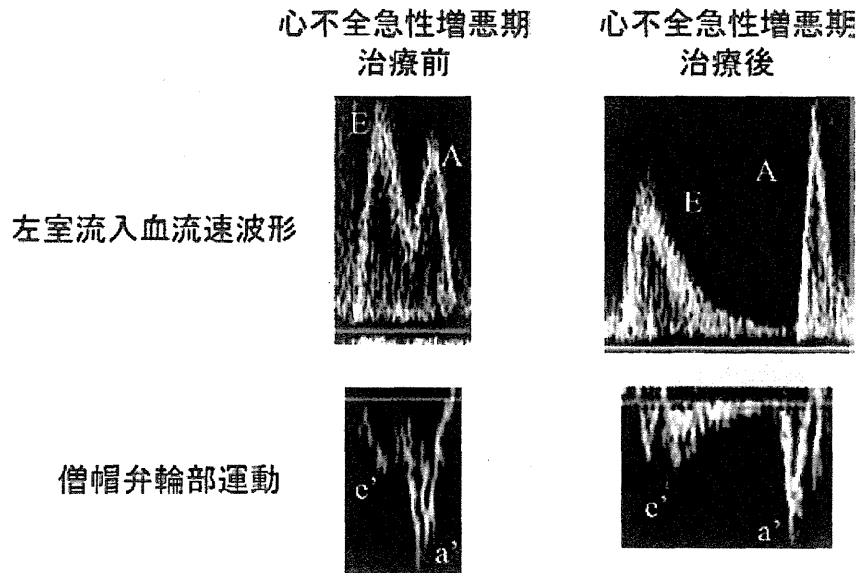 心不全急性増悪期
治療前
心不全急性増悪期
治療後
E
A
E
A
左室流入血流速波形
e'
a'
e'
a'
僧帽弁輪部運動